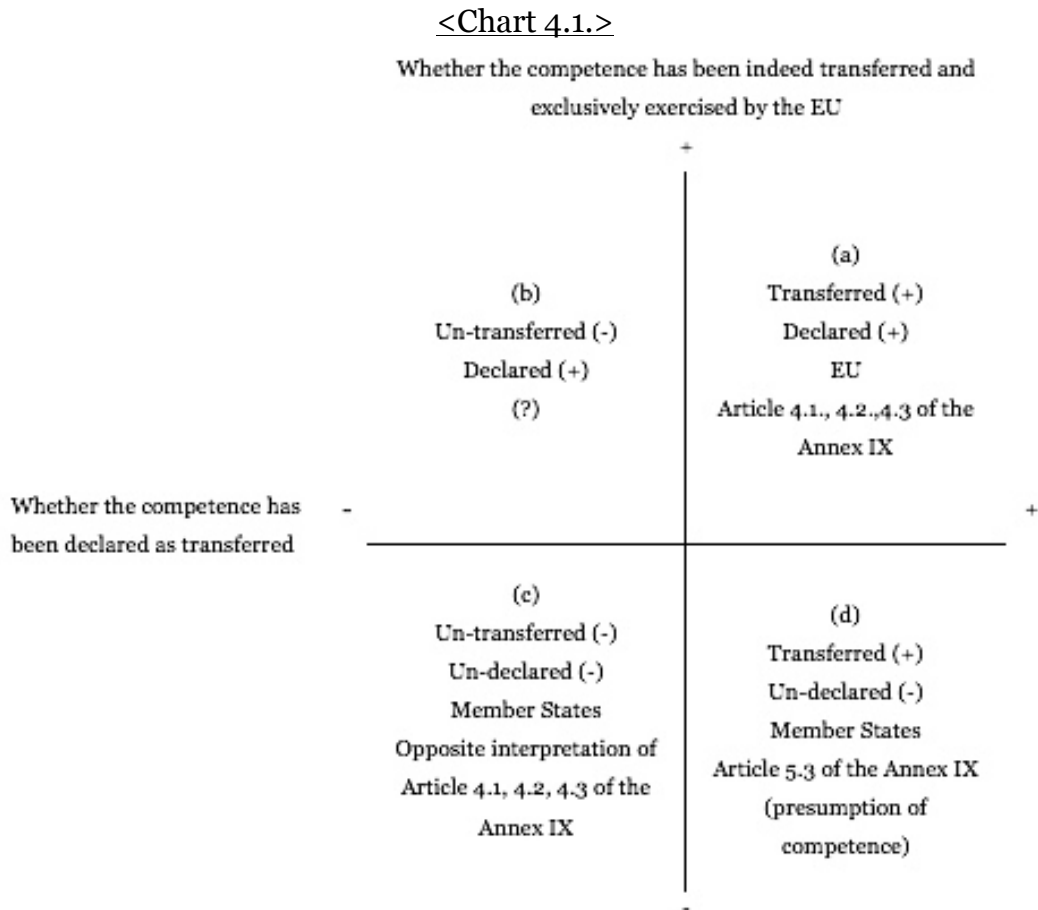 <Chart 4.1.>
Whether the competence has been indeed transferred and
exclusively exercised by the EU
+
(a)
Transferred (+)
Declared (+)
EU
Article 4.1., 4.2.,4.3 of the
Annex IX
(b)
Un-transferred (-)
Declared (+)
(?)
Whether the competence has
been declared as transferred
-
+
(c)
Un-transferred (-)
Un-declared (-)
Member States
Opposite interpretation of
Article 4.1, 4.2, 4.3 of the
Annex IX
(d)
Transferred (+)
Un-declared (-)
Member States
Article 5.3 of the Annex IX
(presumption of
competence)
-